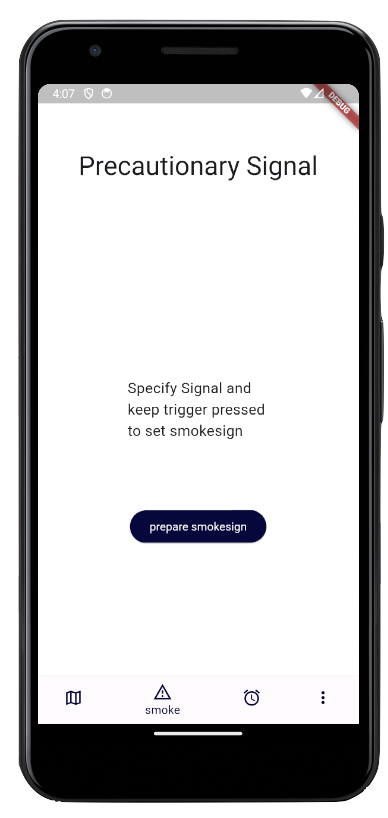 4:07
DEBUG
Precautionary Signal
Specify Signal and
keep trigger pressed
to set smokesign
prepare smokesign
smoke